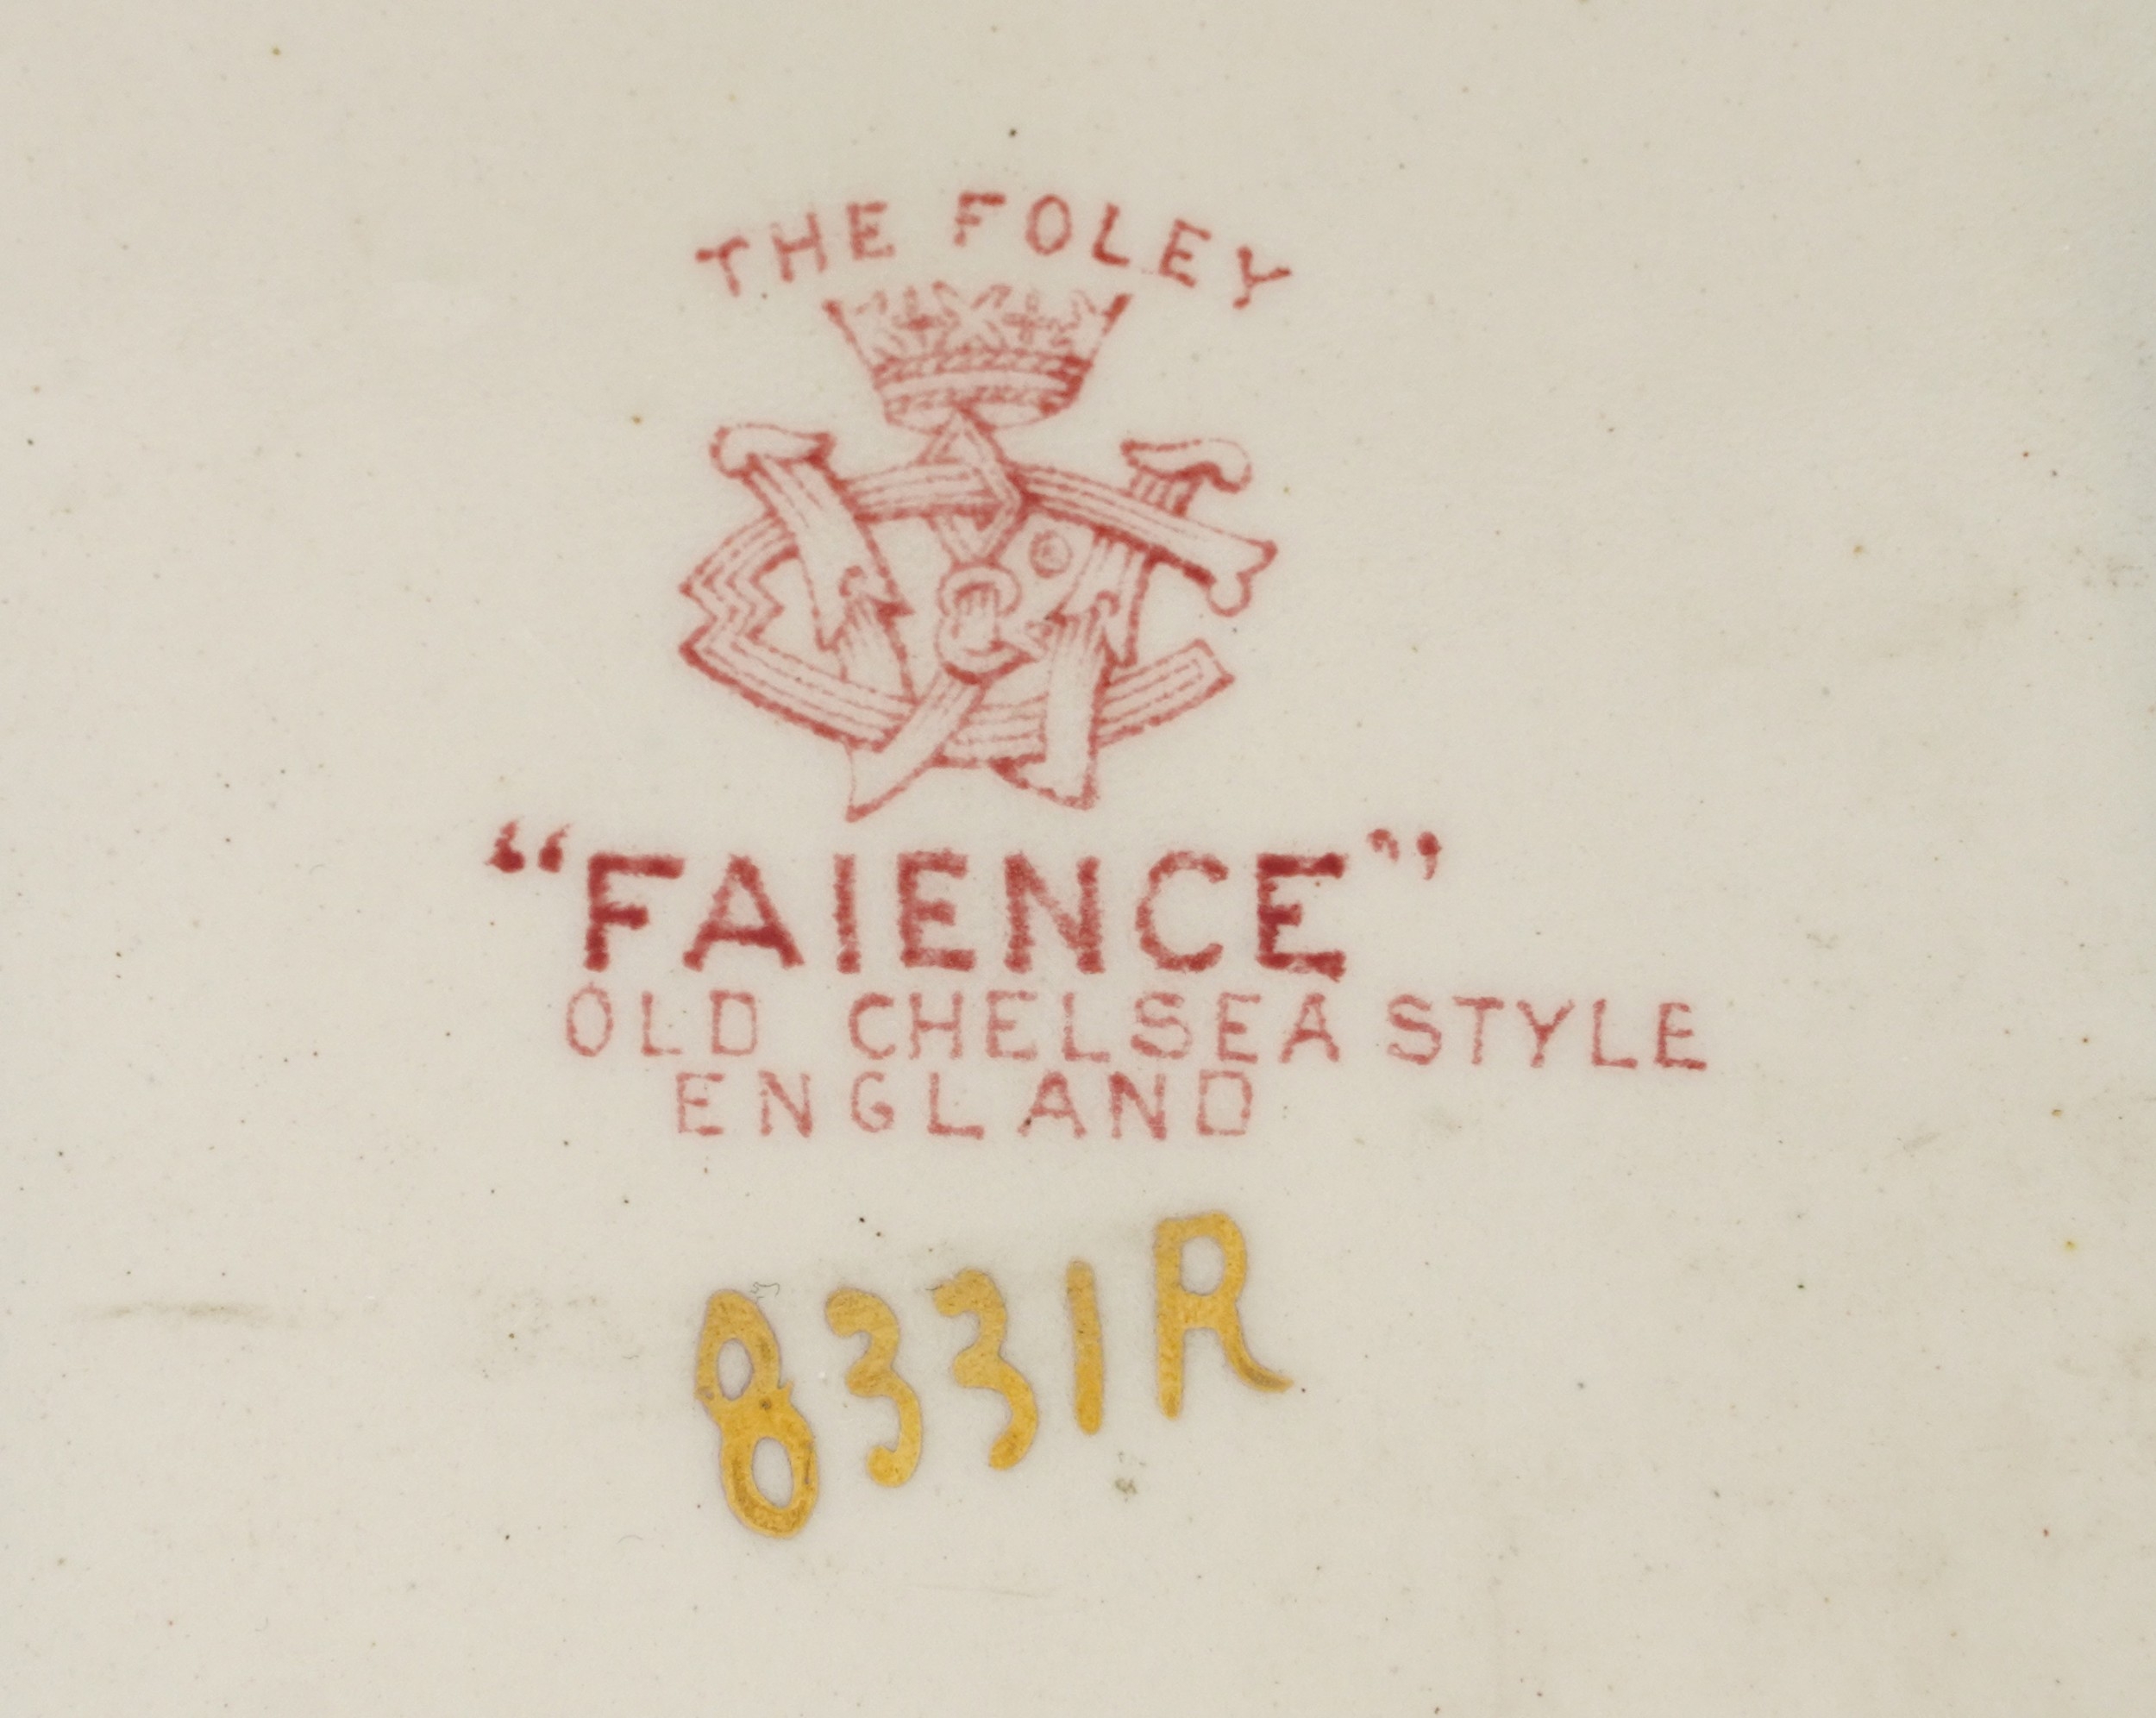 THE FOLEY
"FAIENCE"
OLD CHELSEA STYLE
ENGLAND
8331R